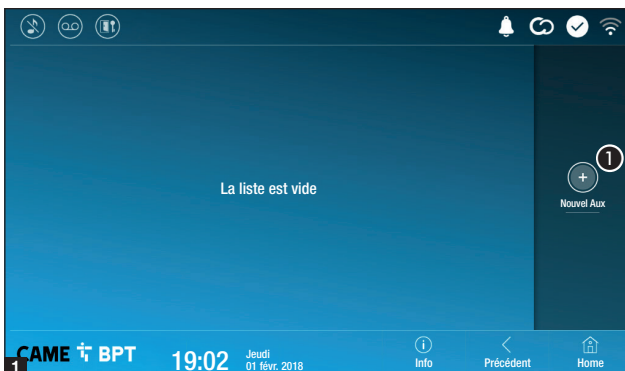 1
La liste est vide
+
Nouvel Aux
1
CAME BPT
19:02
Jeudi
01 févr. 2018
Info
Précédent
Home